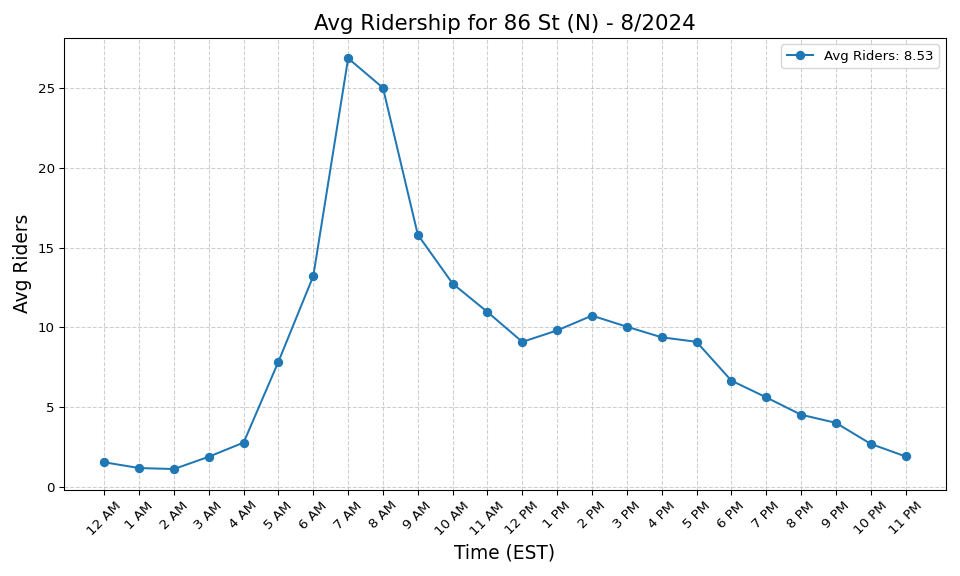 Avg Ridership for 86 St (N) - 8/2024
Avg Riders: 8.53
Avg Riders
25
20
15
10
5
0
12 AM
1 AM
2 AM
3 AM
4 AM
5 AM
6 AM
7 AM
8 AM
9 AM
10 AM
11 AM
12 PM
1 PM
2 PM
3 PM
4 PM
5 PM
6 PM
7 PM
8 PM
9 PM
10 PM
11 PM
Time (EST)